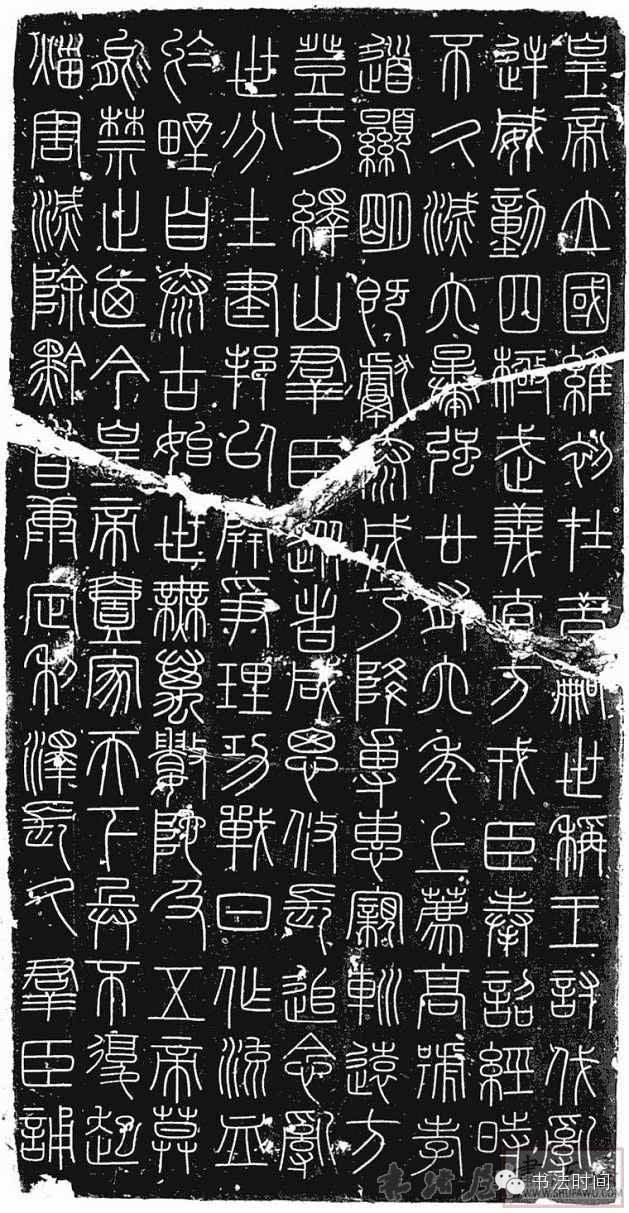 皇帝立國維初在昔嗣世稱王討伐亂
逆威動四極武義直方戎臣奉詔經時
不久滅六暴強廿有六年上薦高號孝
道顯明既獻泰成乃降專惠親巡遠方
登于繹山群臣從者咸思攸長追念亂
世分土建邦以開爭理功戰日作流血
於野自泰古始世無萬數陀及五帝莫
能禁止迺今皇帝壹家天下兵不復起
災害滅除黔首康定利澤長久群臣誦
书法时间
WWW.SHUFAWU.COM